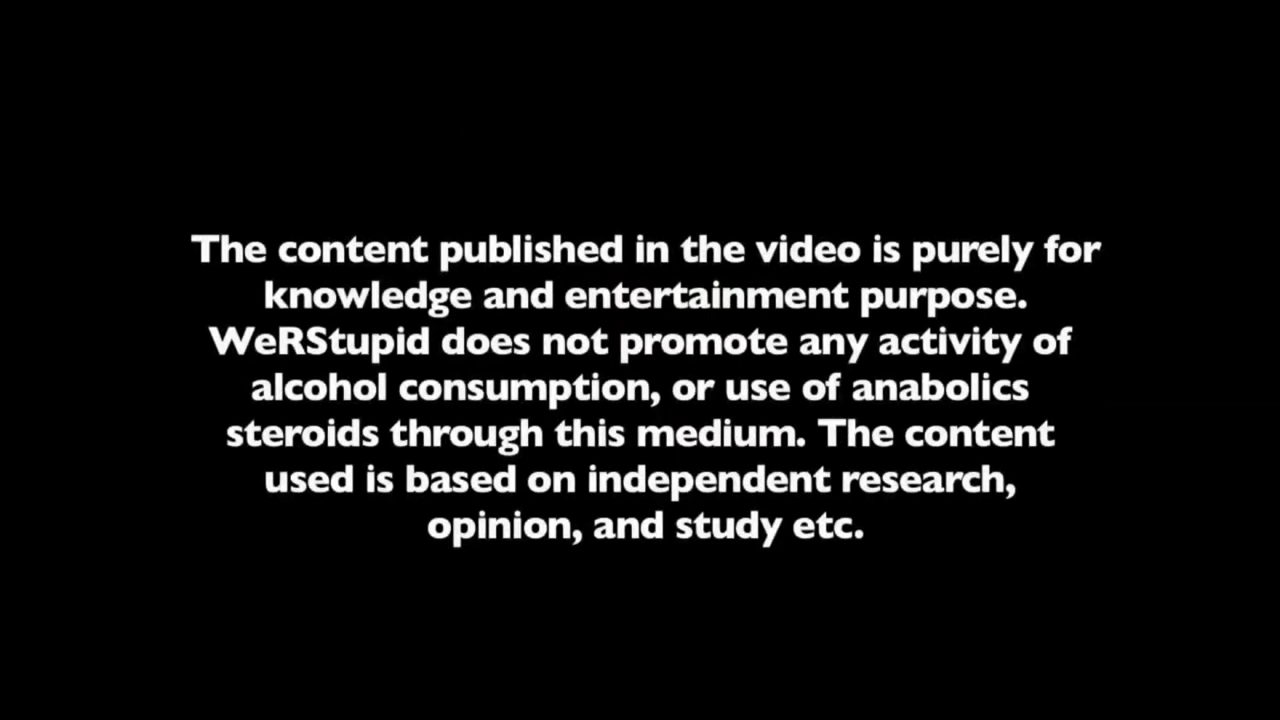 The content published in the video is purely for
knowledge and entertainment purpose.
WeRStupid does not promote any activity of
alcohol consumption, or use of anabolics
steroids through this medium. The content
used is based on independent research,
opinion, and study etc.